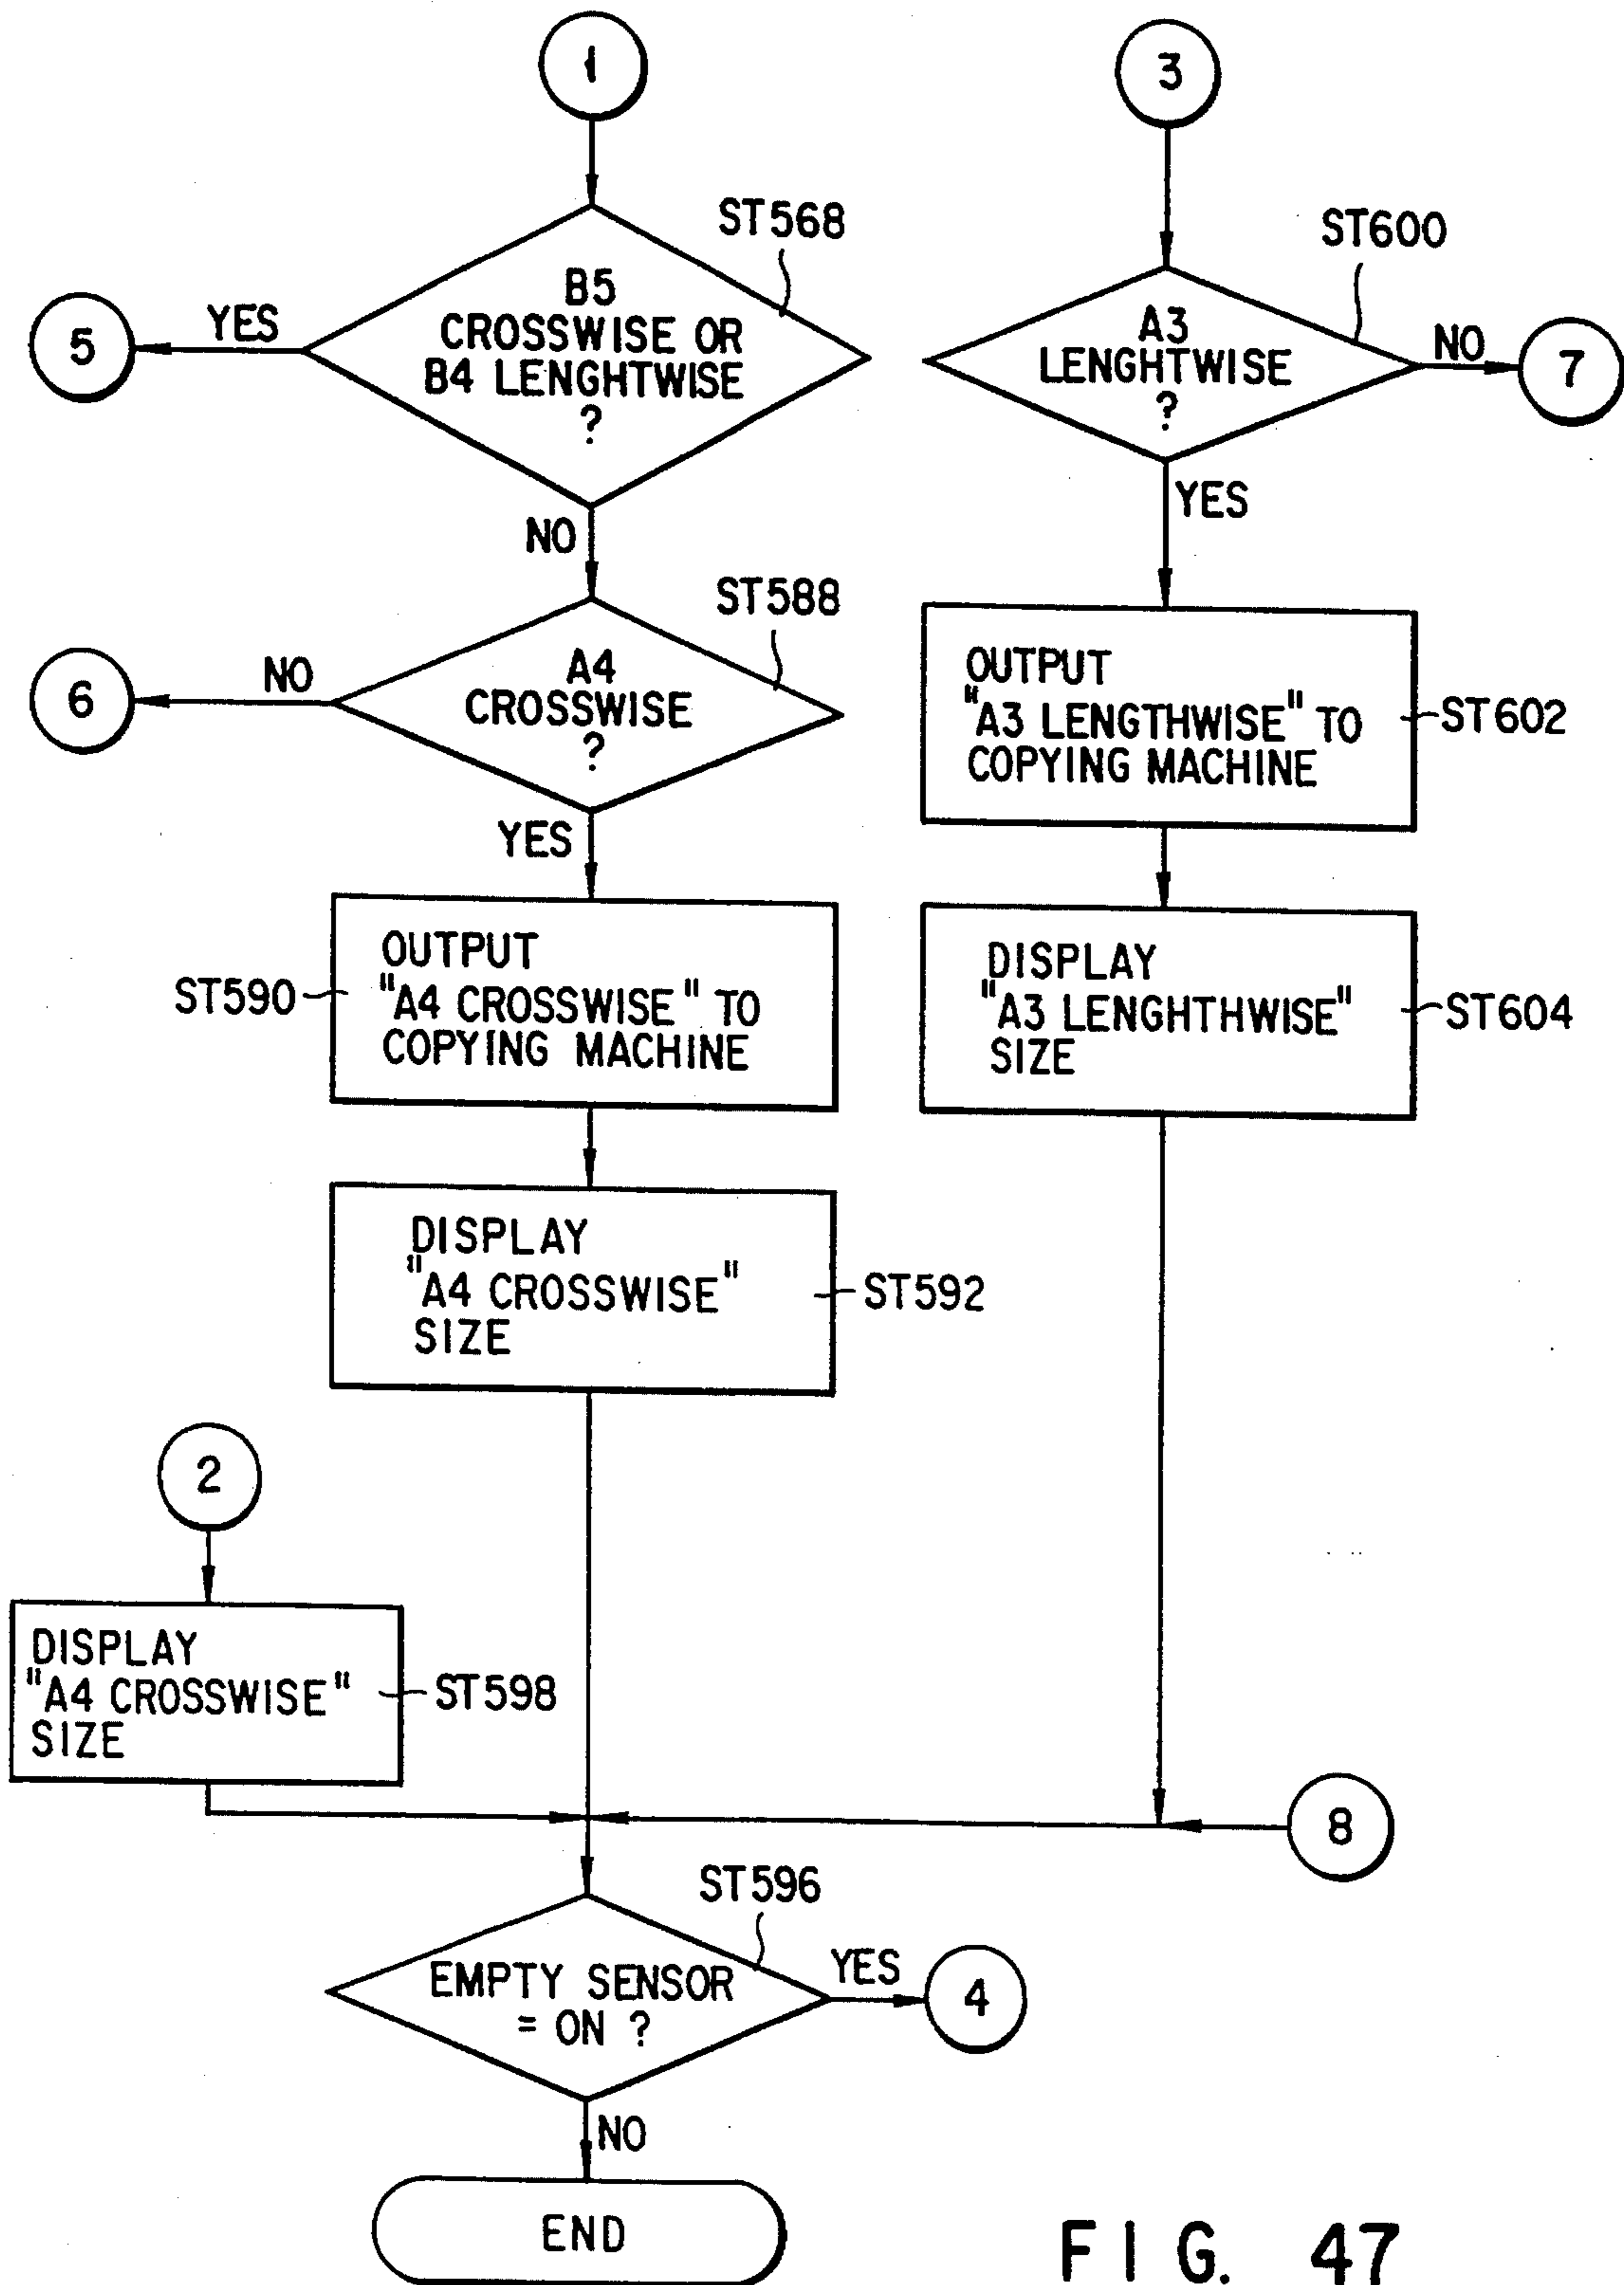 1
3
ST568
ST600
B5
CROSSWISE OR
B4 LENGHTWISE
?
YES
5
A3
LENGHTWISE
?
NO
7
NO
YES
ST588
A4
CROSSWISE
?
NO
6
YES
OUTPUT
"A3 LENGTHWISE" TO
COPYING MACHINE
ST602
OUTPUT
"A4 CROSSWISE" TO
COPYING MACHINE
ST590
DISPLAY
"A3 LENGHTHWISE"
SIZE
ST604
DISPLAY
"A4 CROSSWISE"
SIZE
ST592
2
DISPLAY
"A4 CROSSWISE"
SIZE
ST598
8
ST596
EMPTY SENSOR
= ON ?
YES
4
NO
END
FIG. 47